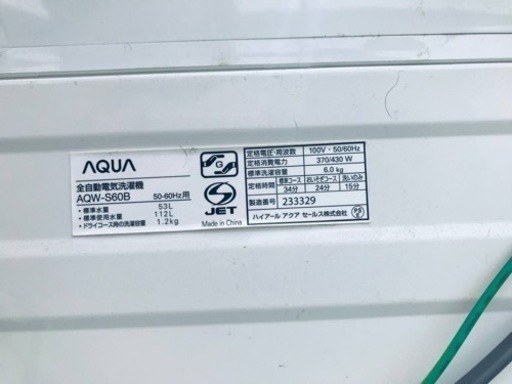 AQUA
全自動電気洗濯機
AQW-S60B 50-60Hz用
・標準水量 53L
・標準使用水量 112L
・ドライコース時の洗濯容量 1.2kg
G
S
JET
Made in China
定格電圧・周波数 100V・50/60Hz
定格消費電力 370/430 W
標準洗濯容量 6.0 kg
定格時間 標準コース おいそぎコース 洗いのみ
34分 24分 15分
製造番号 233329
ハイアール アクア セールス株式会社
PS
E